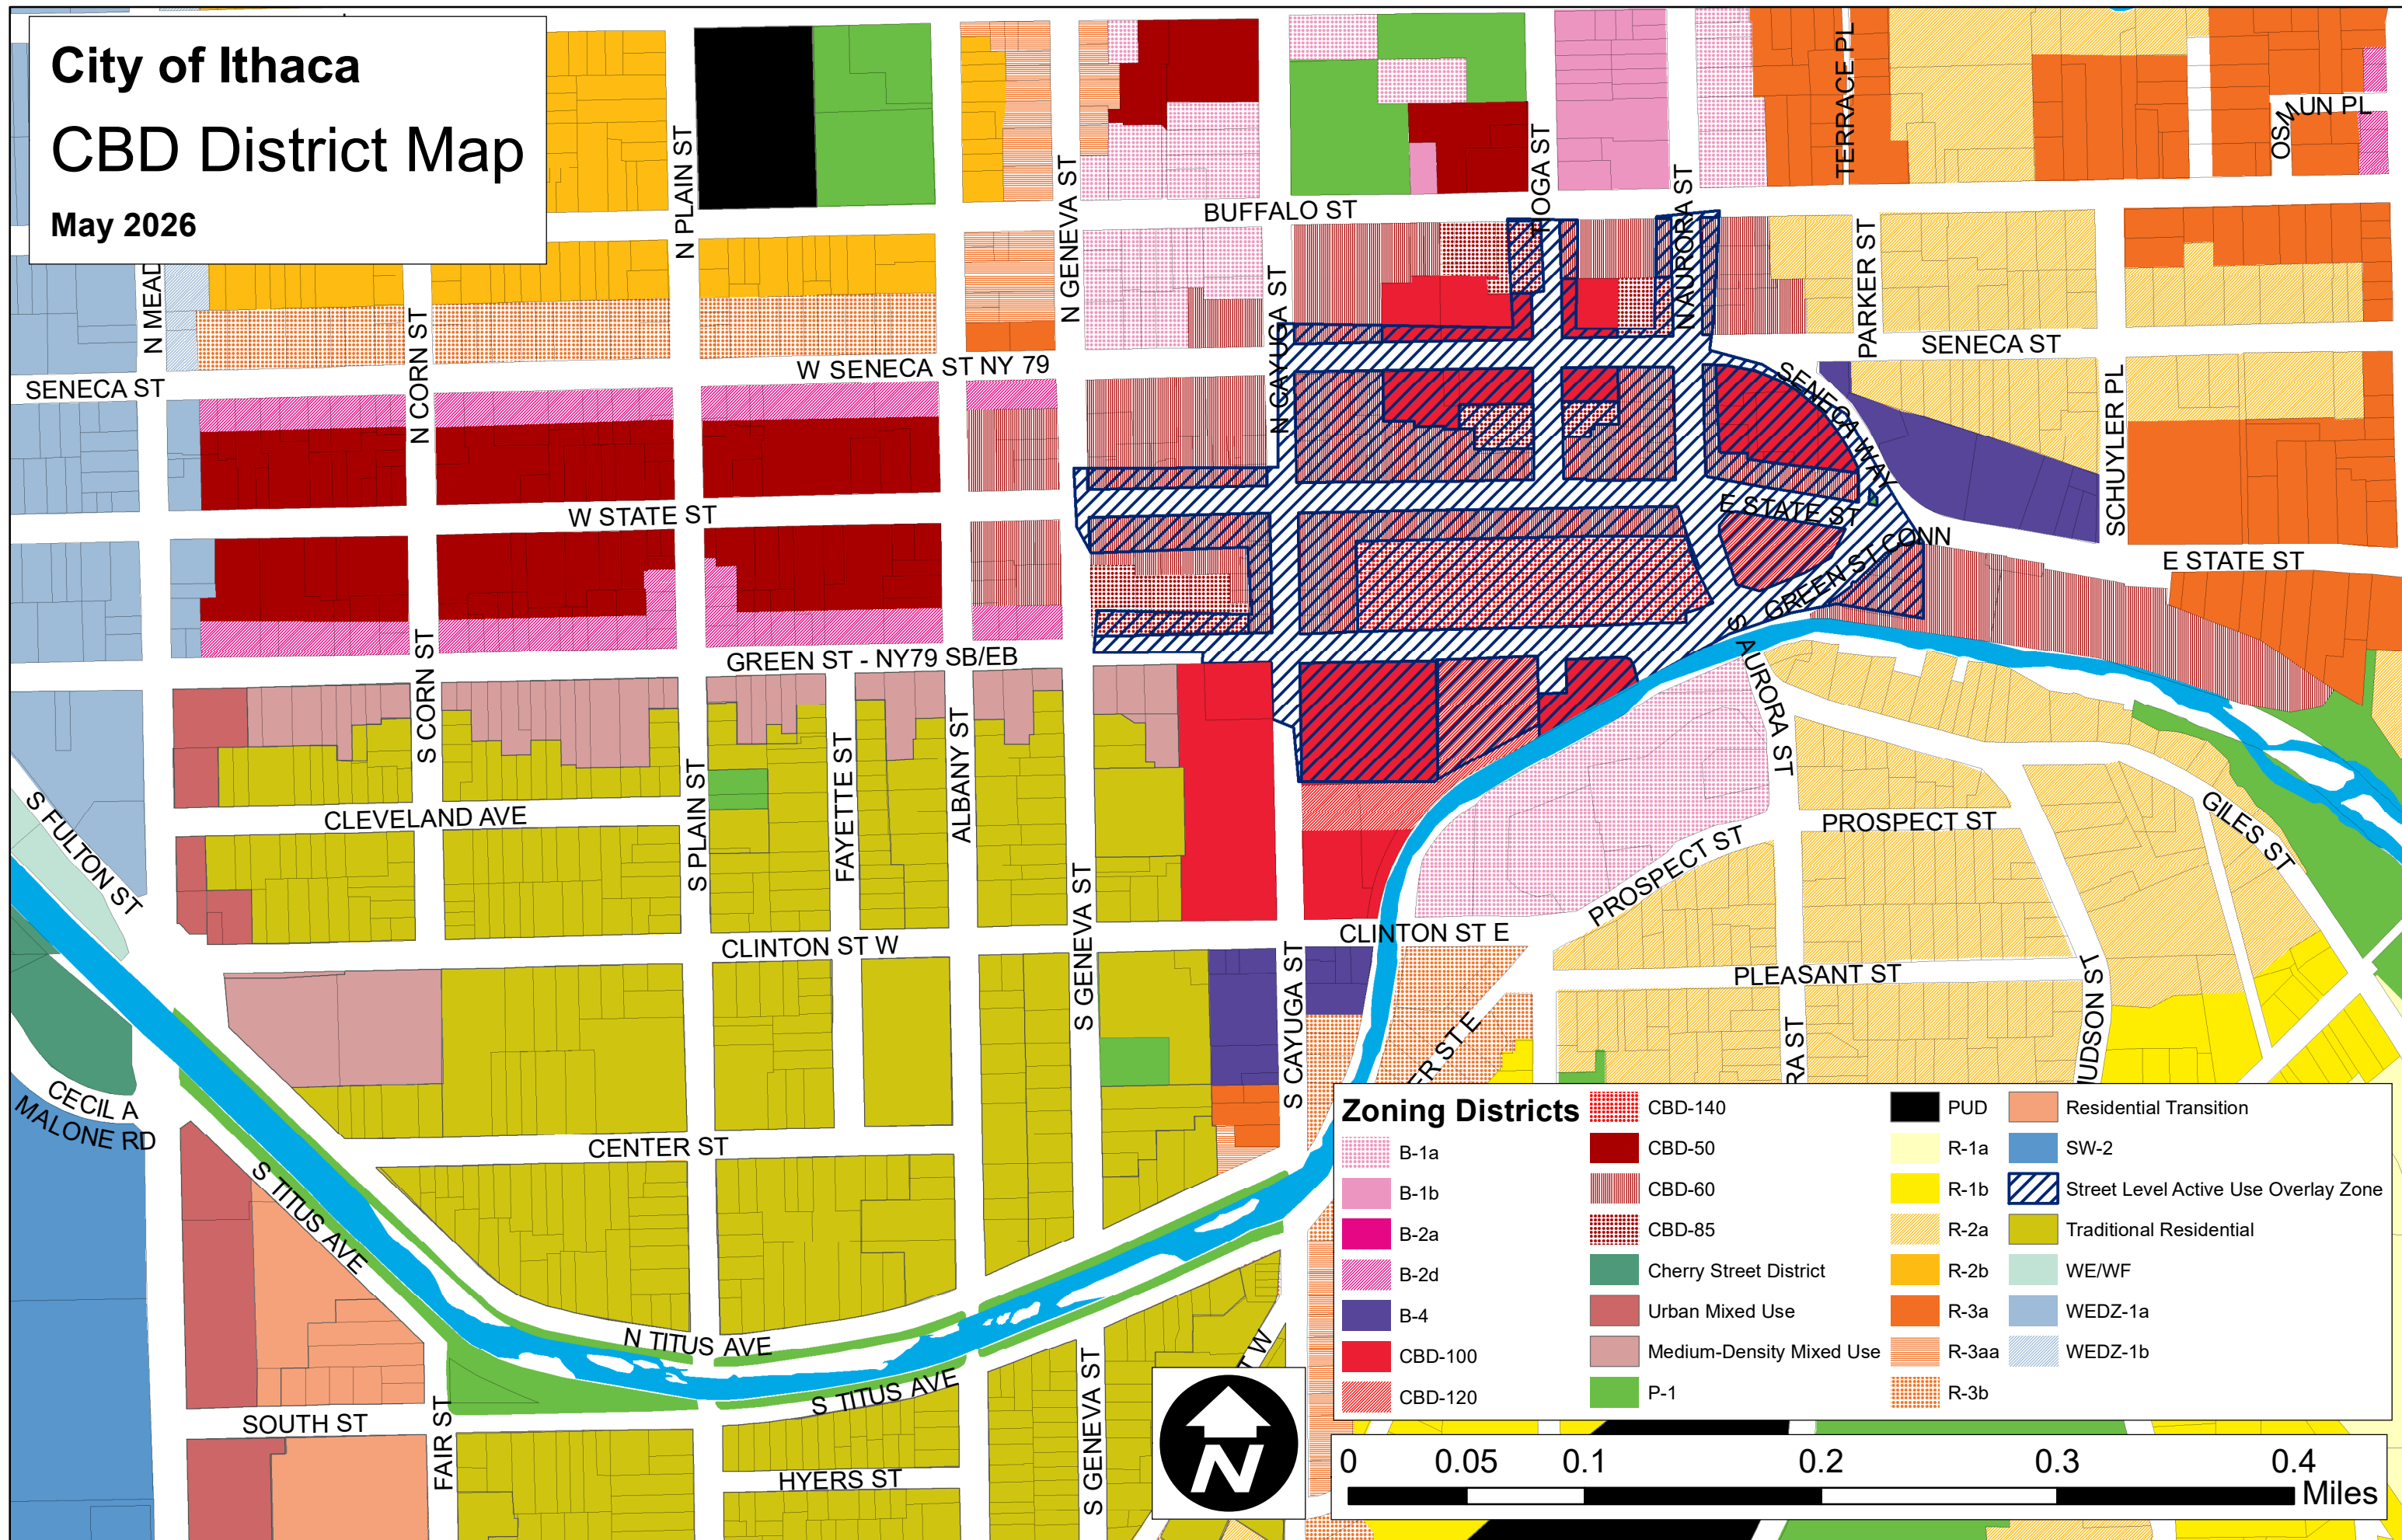 City of Ithaca
CBD District Map
May 2026
N PLAIN ST
N GENEVA ST
BUFFALO ST
TIOGA ST
N AURORA ST
TERRACE PL
OSMUN PL
PARKER ST
N MEAD
N CORN ST
N CAYUGA ST
W SENECA ST NY 79
SENECA ST
SENECA ST
SENECA WAY
SCHUYLER PL
W STATE ST
E STATE ST
GREEN ST CONN
E STATE ST
GREEN ST - NY79 SB/EB
S CORN ST
S AURORA ST
S PLAIN ST
FAYETTE ST
ALBANY ST
CLEVELAND AVE
S FULTON ST
PROSPECT ST
PROSPECT ST
GILES ST
S GENEVA ST
CLINTON ST W
CLINTON ST E
PLEASANT ST
S CAYUGA ST
HUDSON ST
ER ST E
RA ST
CECIL A
MALONE RD
CENTER ST
S TITUS AVE
N TITUS AVE
S TITUS AVE
T W
S GENEVA ST
SOUTH ST
FAIR ST
HYERS ST
Zoning Districts
B-1a
B-1b
B-2a
B-2d
B-4
CBD-100
CBD-120
CBD-140
CBD-50
CBD-60
CBD-85
Cherry Street District
Urban Mixed Use
Medium-Density Mixed Use
P-1
PUD
R-1a
R-1b
R-2a
R-2b
R-3a
R-3aa
R-3b
Residential Transition
SW-2
Street Level Active Use Overlay Zone
Traditional Residential
WE/WF
WEDZ-1a
WEDZ-1b
N
0 0.05 0.1 0.2 0.3 0.4
Miles